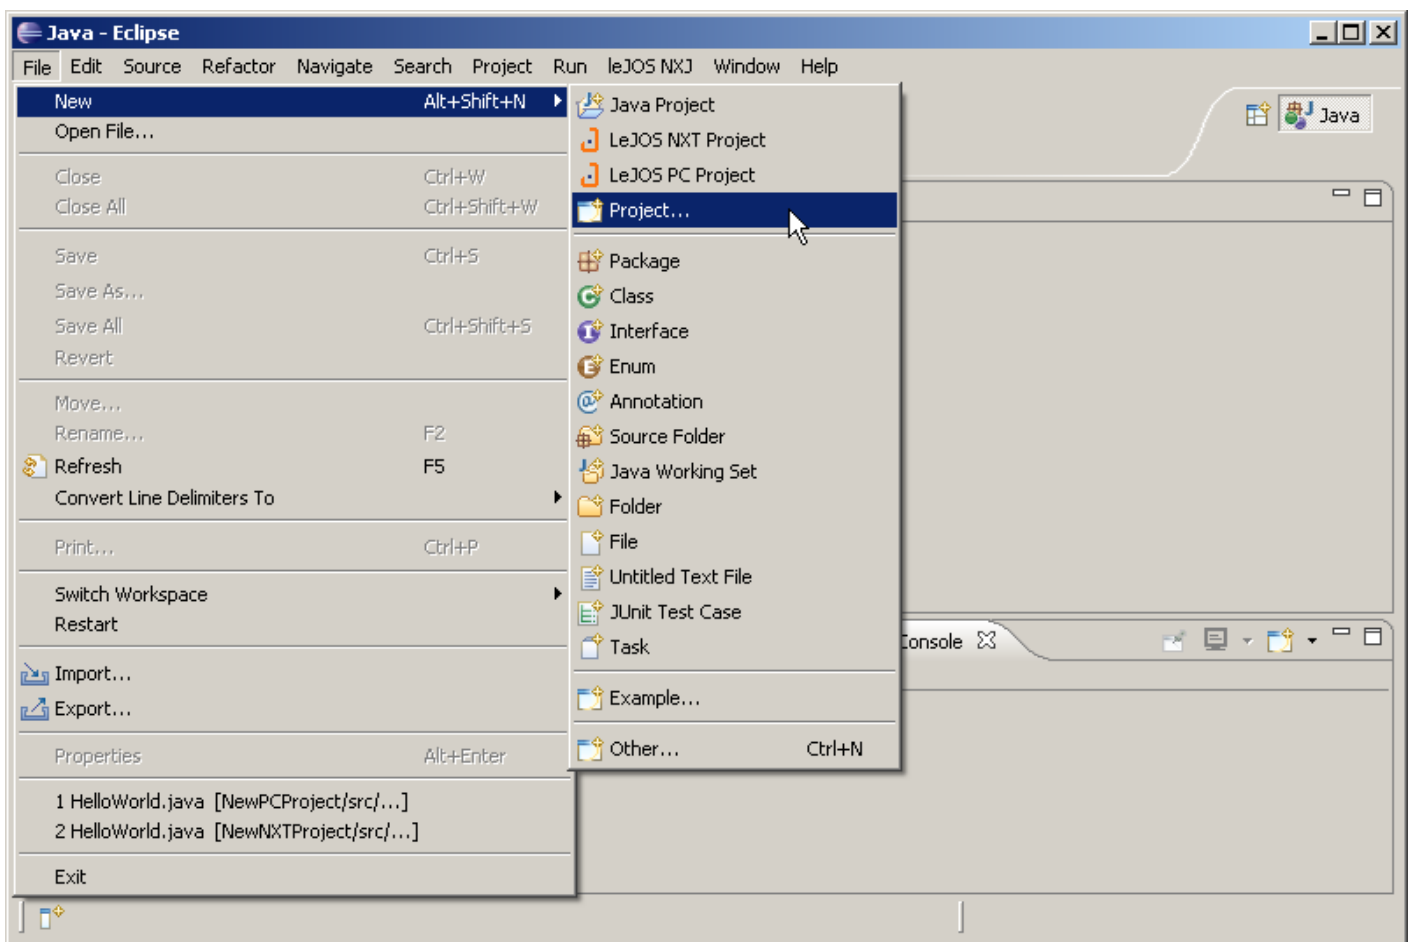 Java - Eclipse
File Edit Source Refactor Navigate Search Project Run leJOS NXJ Window Help
New Alt+Shift+N
Open File...
Close Ctrl+W
Close All Ctrl+Shift+W
Save Ctrl+S
Save As...
Save All Ctrl+Shift+S
Revert
Move...
Rename... F2
Refresh F5
Convert Line Delimiters To
Print... Ctrl+P
Switch Workspace
Restart
Import...
Export...
Properties Alt+Enter
1 HelloWorld.java [NewPCProject/src/...]
2 HelloWorld.java [NewNXTProject/src/...]
Exit
Java Project
LeJOS NXT Project
LeJOS PC Project
Project...
Package
Class
Interface
Enum
Annotation
Source Folder
Java Working Set
Folder
File
Untitled Text File
JUnit Test Case
Task
Example...
Other... Ctrl+N
Java
Console